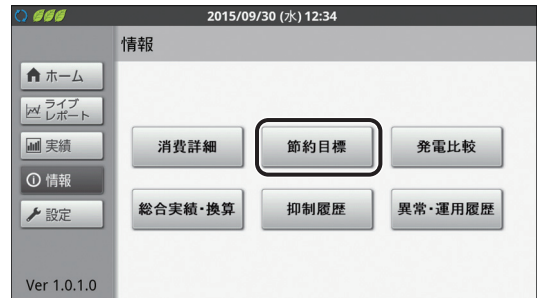 2015/09/30 (水) 12:34
情報
ホーム
ライブ
レポート
実績
情報
設定
消費詳細 節約目標 発電比較
総合実績・換算 抑制履歴 異常・運用履歴
Ver 1.0.1.0